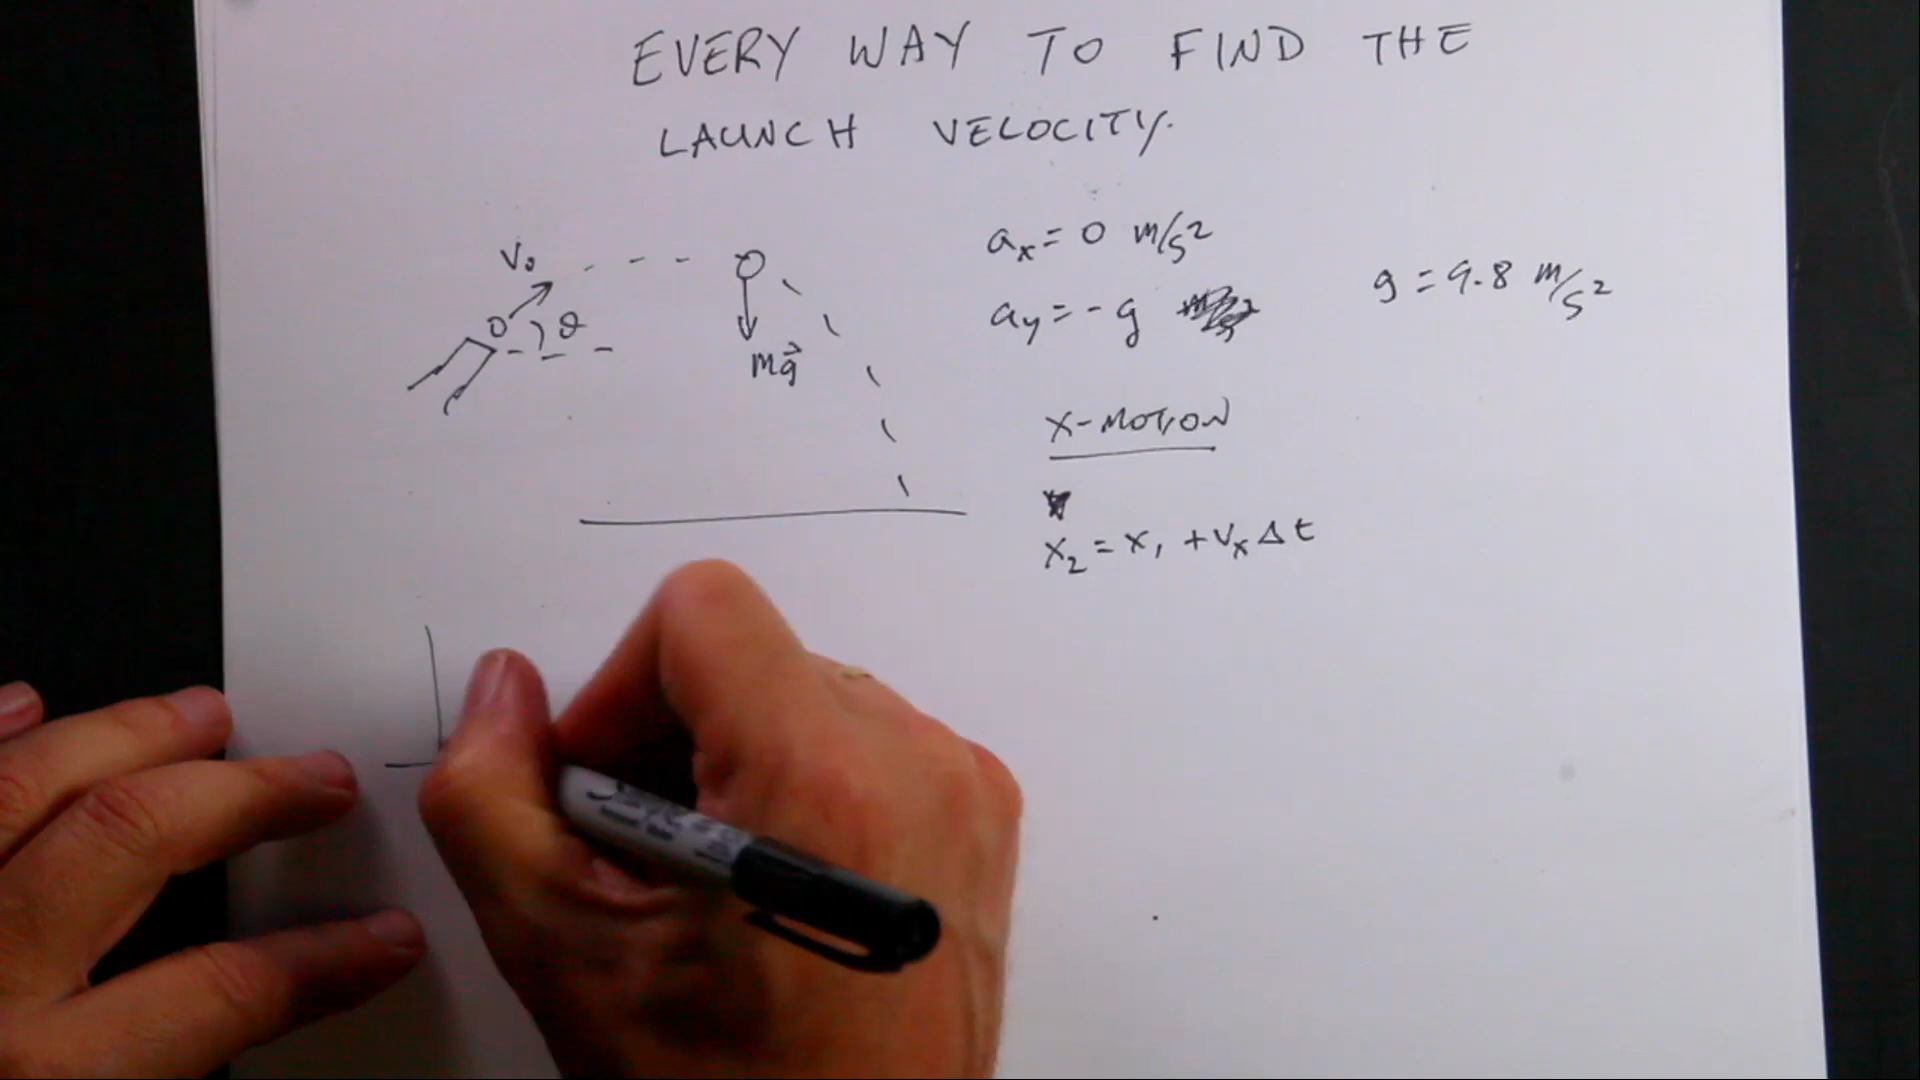 EVERY WAY TO FIND THE
LAUNCH VELOCITY.
V₀
θ
mg⃗
aₓ = 0 m/s²
a_y = -g
g = 9.8 m/s²
X-MOTION
x₂ = x₁ + vₓ Δt